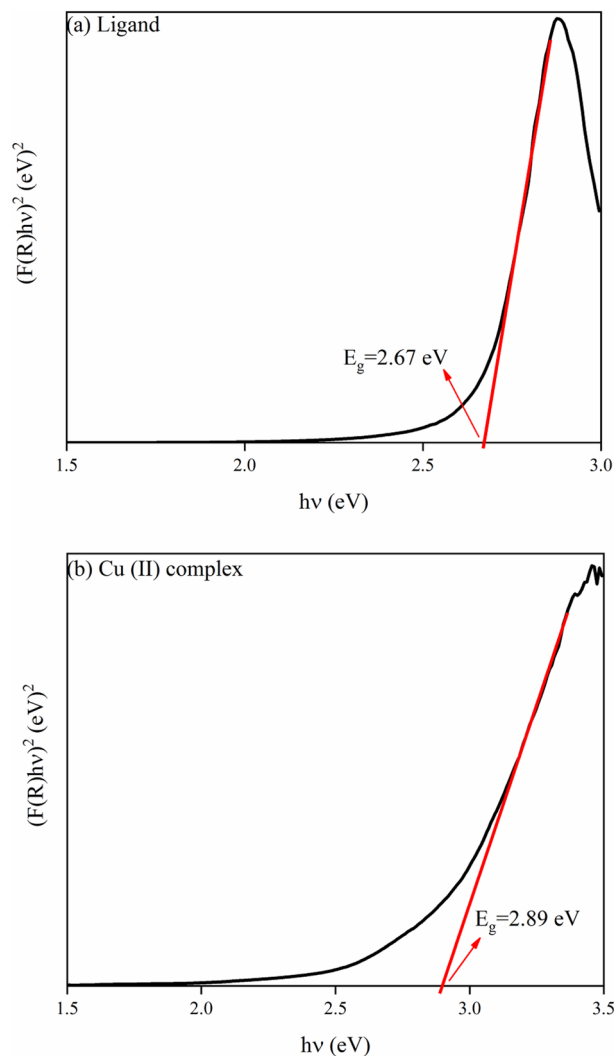 (a) Ligand
(F(R)hν)² (eV)²
E_g=2.67 eV
1.5 2.0 2.5 3.0
hν (eV)
(b) Cu (II) complex
(F(R)hν)² (eV)²
E_g=2.89 eV
1.5 2.0 2.5 3.0 3.5
hν (eV)